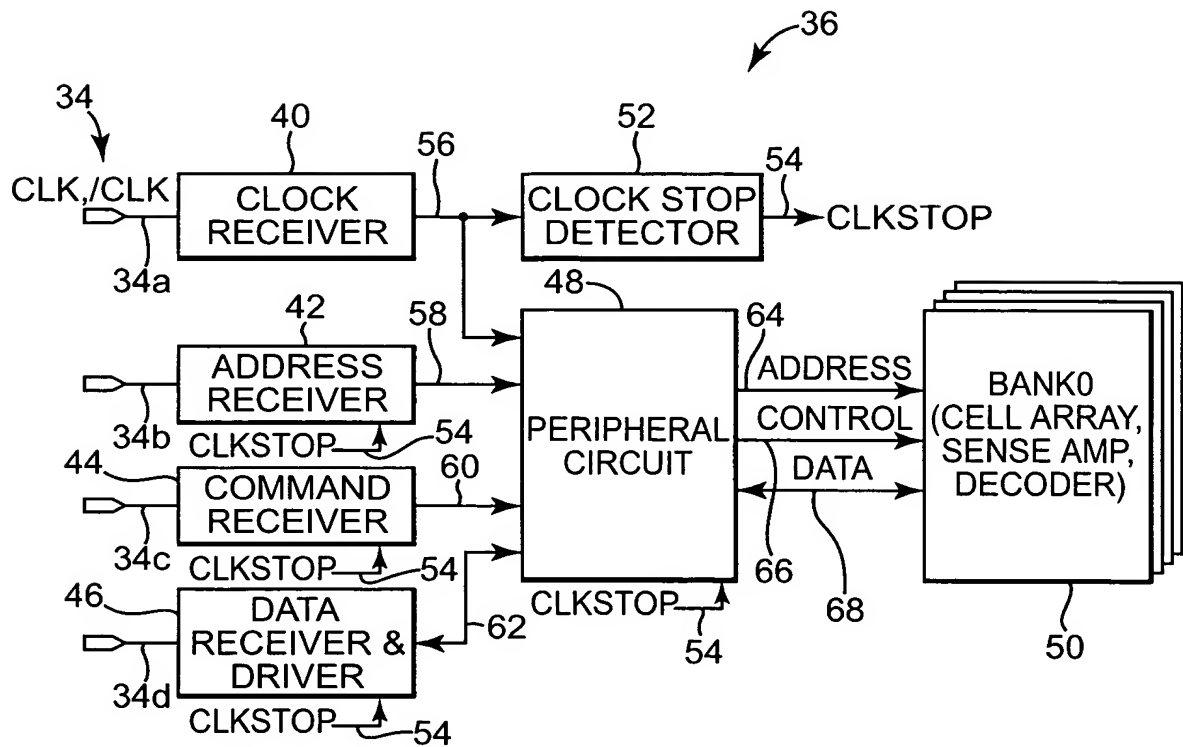 36
34
40
56
52
54
CLK,/CLK
CLOCK
RECEIVER
CLOCK STOP
DETECTOR
CLKSTOP
34a
42
58
48
64
ADDRESS
RECEIVER
34b
CLKSTOP
54
44
COMMAND
RECEIVER
60
34c
CLKSTOP
54
46
DATA
RECEIVER &
DRIVER
62
34d
CLKSTOP
54
PERIPHERAL
CIRCUIT
CLKSTOP
54
ADDRESS
CONTROL
DATA
66
68
BANK0
(CELL ARRAY,
SENSE AMP,
DECODER)
50